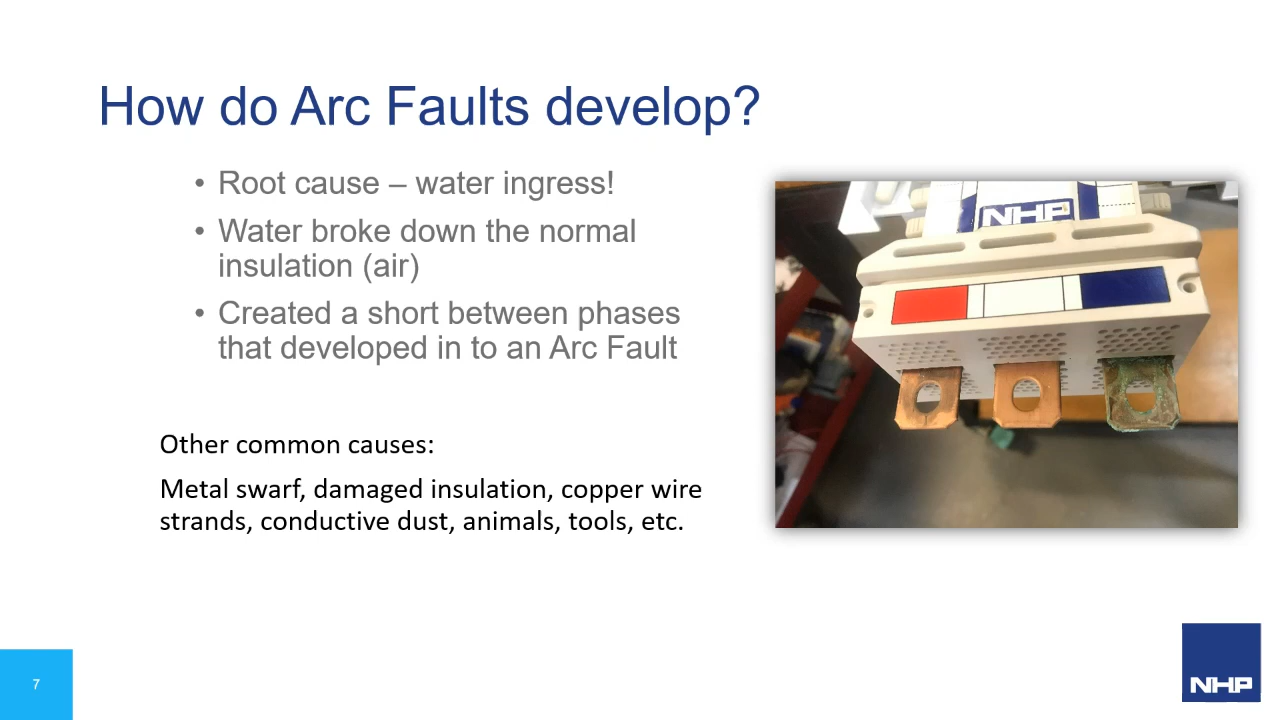 How do Arc Faults develop?
• Root cause – water ingress!
• Water broke down the normal
insulation (air)
• Created a short between phases
that developed in to an Arc Fault
Other common causes:
Metal swarf, damaged insulation, copper wire
strands, conductive dust, animals, tools, etc.
NHP
7
NHP